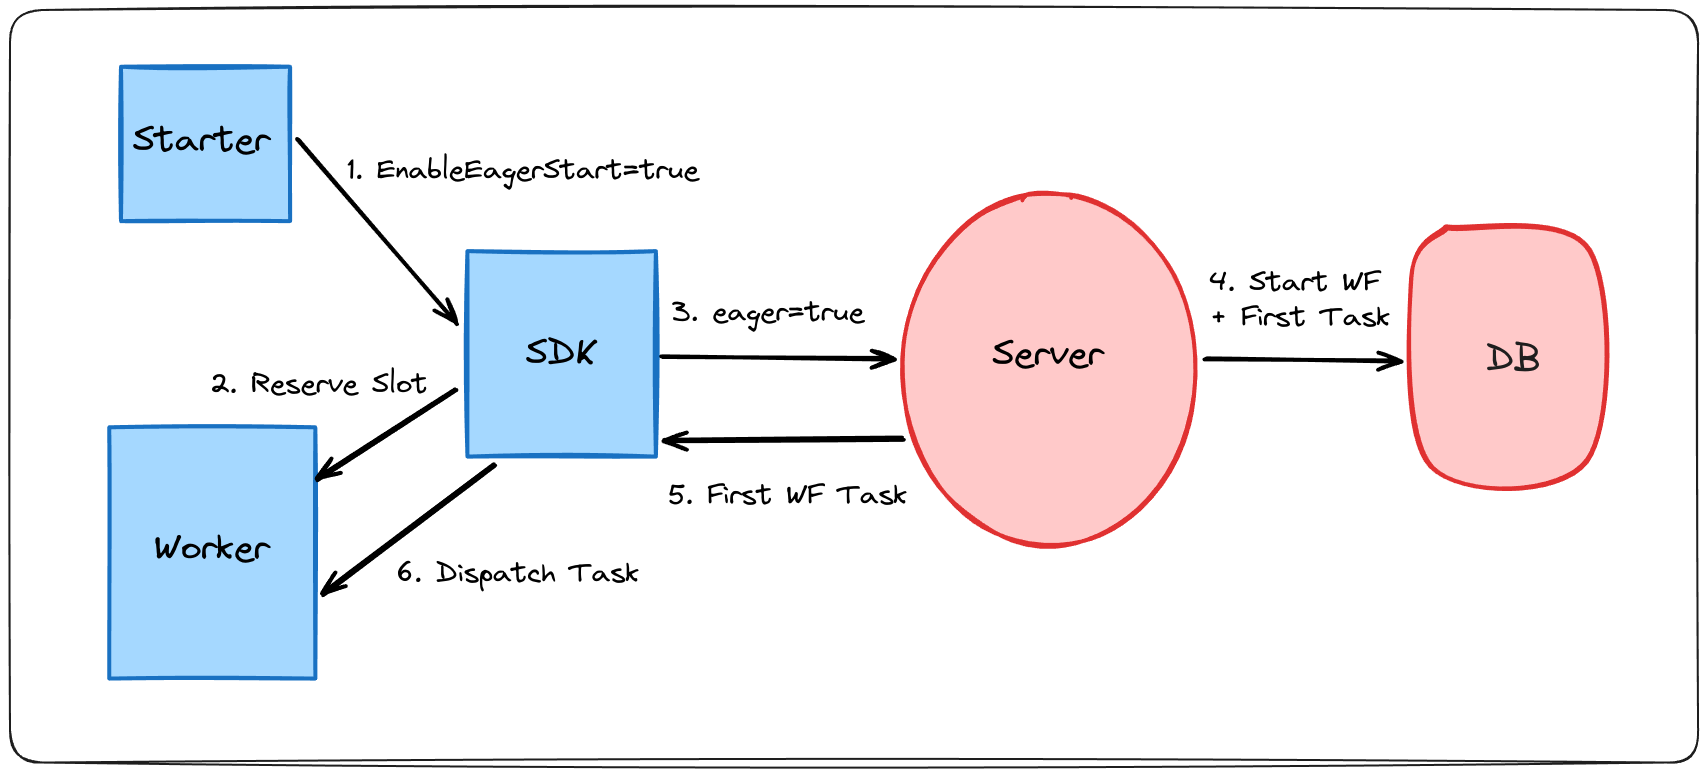 Starter
1. EnableEagerStart=true
SDK
2. Reserve Slot
3. eager=true
Server
4. Start WF
+ First Task
DB
5. First WF Task
Worker
6. Dispatch Task